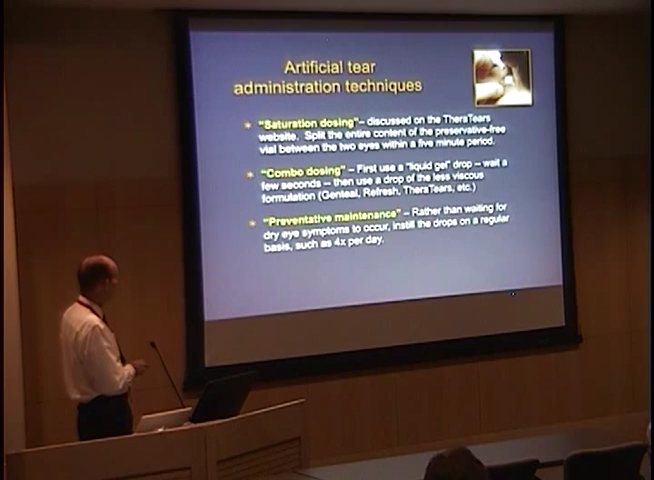 Artificial tear
administration techniques
"Saturation dosing"– discussed on the TheraTears
website. Split the entire content of the preservative-free
vial between the two eyes within a five minute period.
"Combo dosing" – First use a "liquid gel" drop – wait a
few seconds – then use a drop of the less viscous
formulation (Genteal, Refresh, TheraTears, etc.)
"Preventative maintenance" – Rather than waiting for
dry eye symptoms to occur, instill the drops on a regular
basis, such as 4x per day.